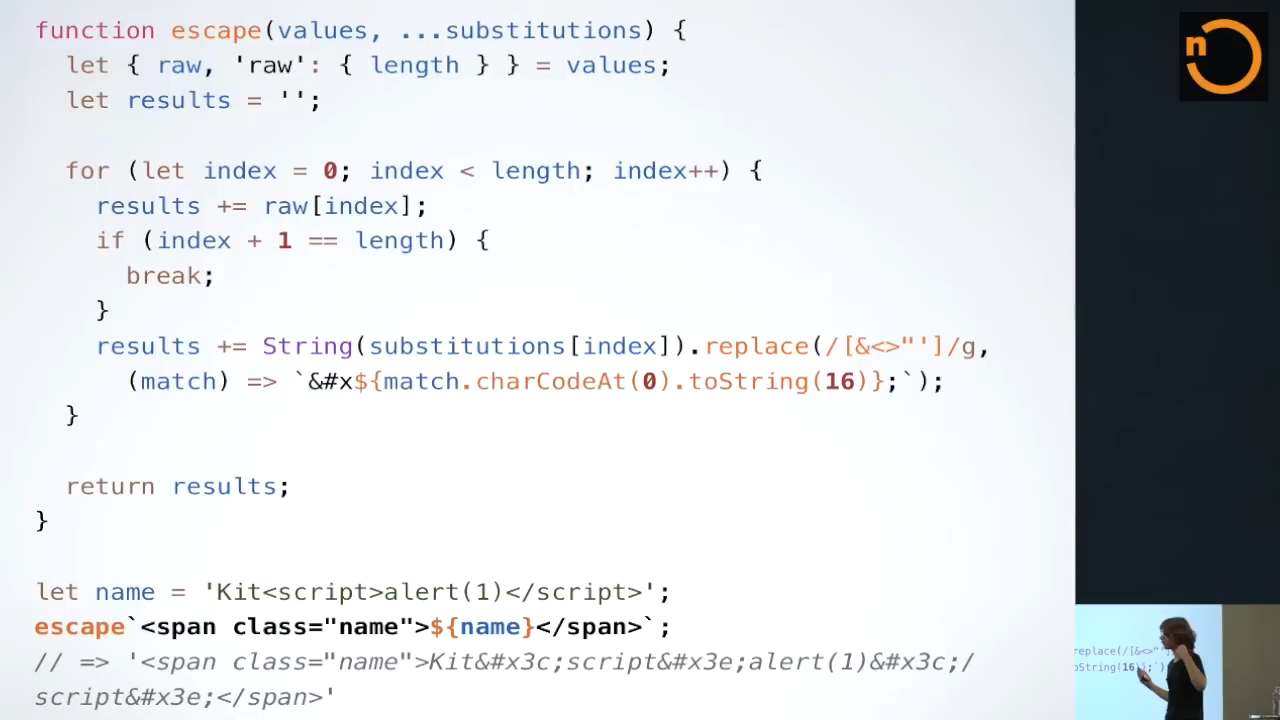 function escape(values, ...substitutions) {
  let { raw, 'raw': { length } } = values;
  let results = '';

  for (let index = 0; index < length; index++) {
    results += raw[index];
    if (index + 1 == length) {
      break;
    }
    results += String(substitutions[index]).replace(/[&<>"']/g,
      (match) => `&#x${match.charCodeAt(0).toString(16)};`);
  }

  return results;
}

let name = 'Kit<script>alert(1)</script>';
escape`<span class="name">${name}</span>`;
// => '<span class="name">Kit&#x3c;script&#x3e;alert(1)&#x3c;/
script&#x3e;</span>'
n
replace(/[&<>"']
oString(16)};`)